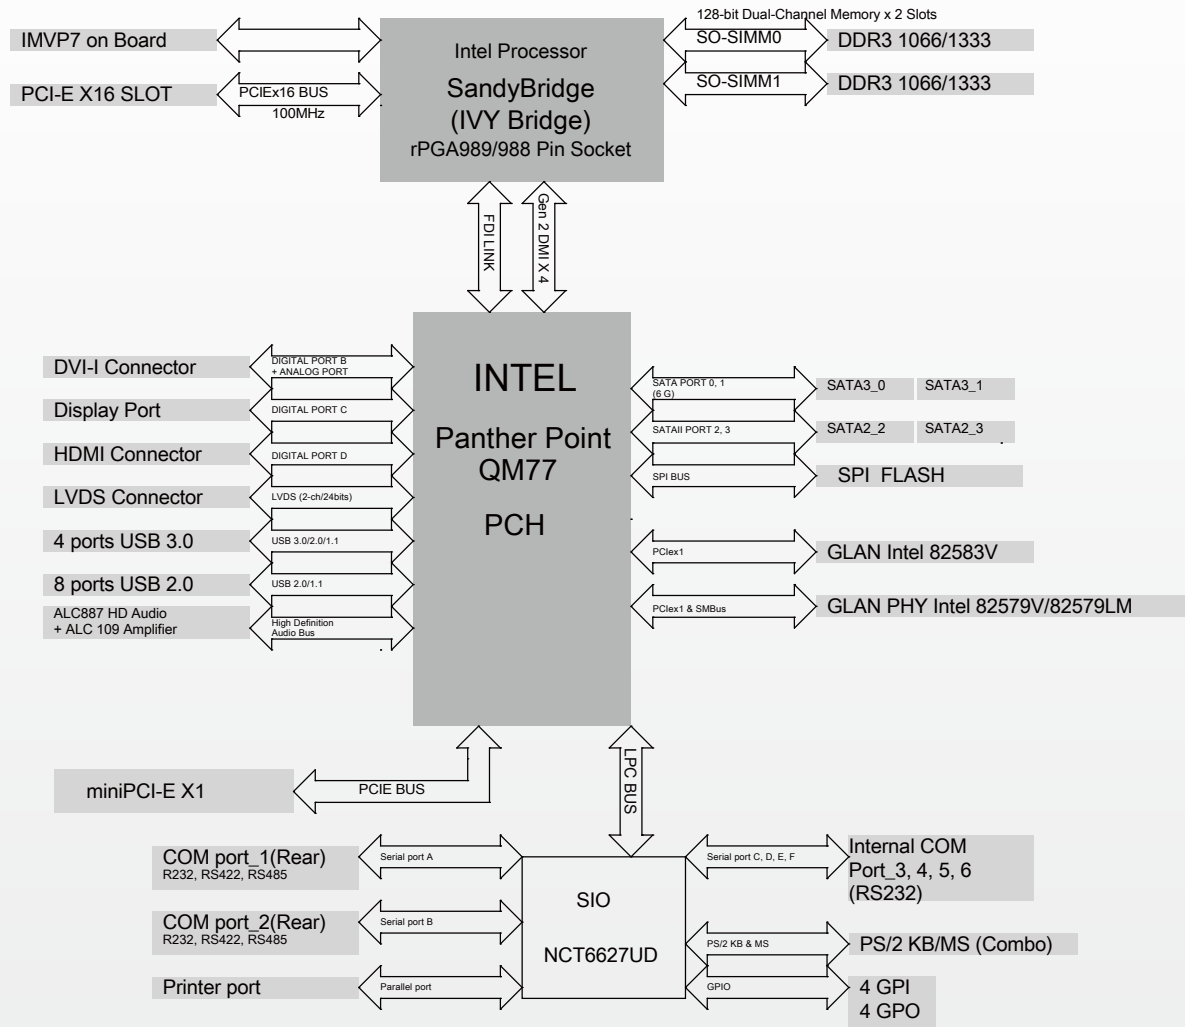 128-bit Dual-Channel Memory x 2 Slots
IMVP7 on Board
Intel Processor
SandyBridge
(IVY Bridge)
rPGA989/988 Pin Socket
SO-SIMM0
DDR3 1066/1333
PCI-E X16 SLOT
PCIEx16 BUS
100MHz
SO-SIMM1
DDR3 1066/1333
FDI LINK
Gen 2 DMI X 4
INTEL
Panther Point
QM77
PCH
DVI-I Connector
DIGITAL PORT B
+ ANALOG PORT
Display Port
DIGITAL PORT C
HDMI Connector
DIGITAL PORT D
LVDS Connector
LVDS (2-ch/24bits)
4 ports USB 3.0
USB 3.0/2.0/1.1
8 ports USB 2.0
USB 2.0/1.1
ALC887 HD Audio
+ ALC 109 Amplifier
High Definition
Audio Bus
SATA PORT 0, 1
(6 G)
SATA3_0
SATA3_1
SATAII PORT 2, 3
SATA2_2
SATA2_3
SPI BUS
SPI FLASH
PCIex1
GLAN Intel 82583V
PCIex1 & SMBus
GLAN PHY Intel 82579V/82579LM
miniPCI-E X1
PCIE BUS
LPC BUS
COM port_1(Rear)
R232, RS422, RS485
Serial port A
COM port_2(Rear)
R232, RS422, RS485
Serial port B
Printer port
Parallel port
SIO
NCT6627UD
Serial port C, D, E, F
Internal COM
Port_3, 4, 5, 6
(RS232)
PS/2 KB & MS
PS/2 KB/MS (Combo)
GPIO
4 GPI
4 GPO